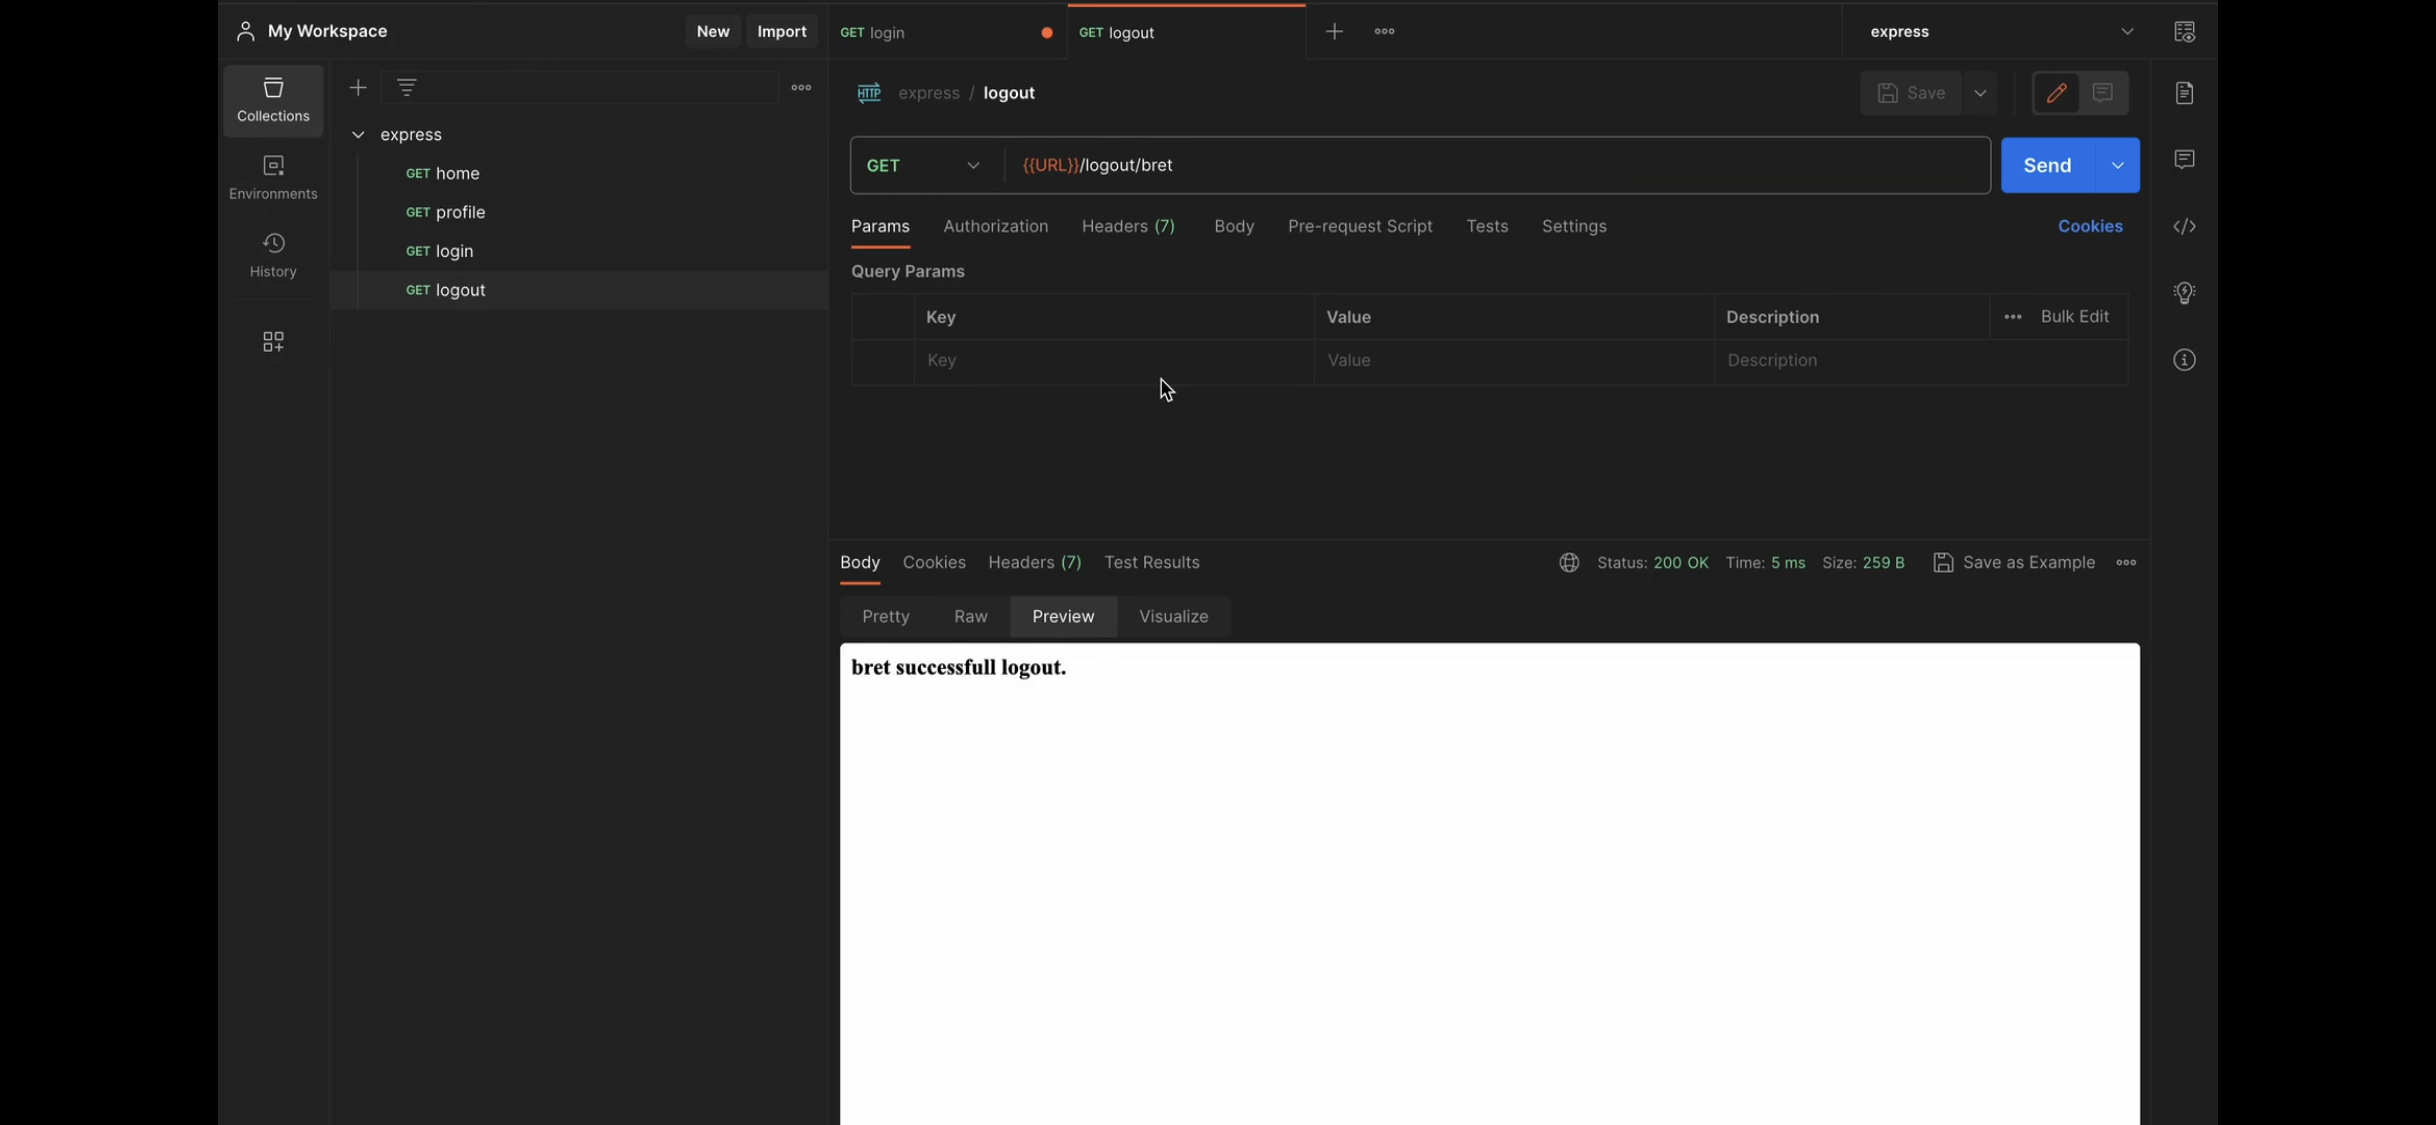 My Workspace New Import GET login GET logout express
Collections express / logout Save
express
GET home GET {{URL}}/logout/bret Send
Environments
GET profile
Params Authorization Headers (7) Body Pre-request Script Tests Settings Cookies
GET login
History Query Params
GET logout
Key Value Description Bulk Edit
Key Value Description
Body Cookies Headers (7) Test Results Status: 200 OK Time: 5 ms Size: 259 B Save as Example
Pretty Raw Preview Visualize
bret successfull logout.